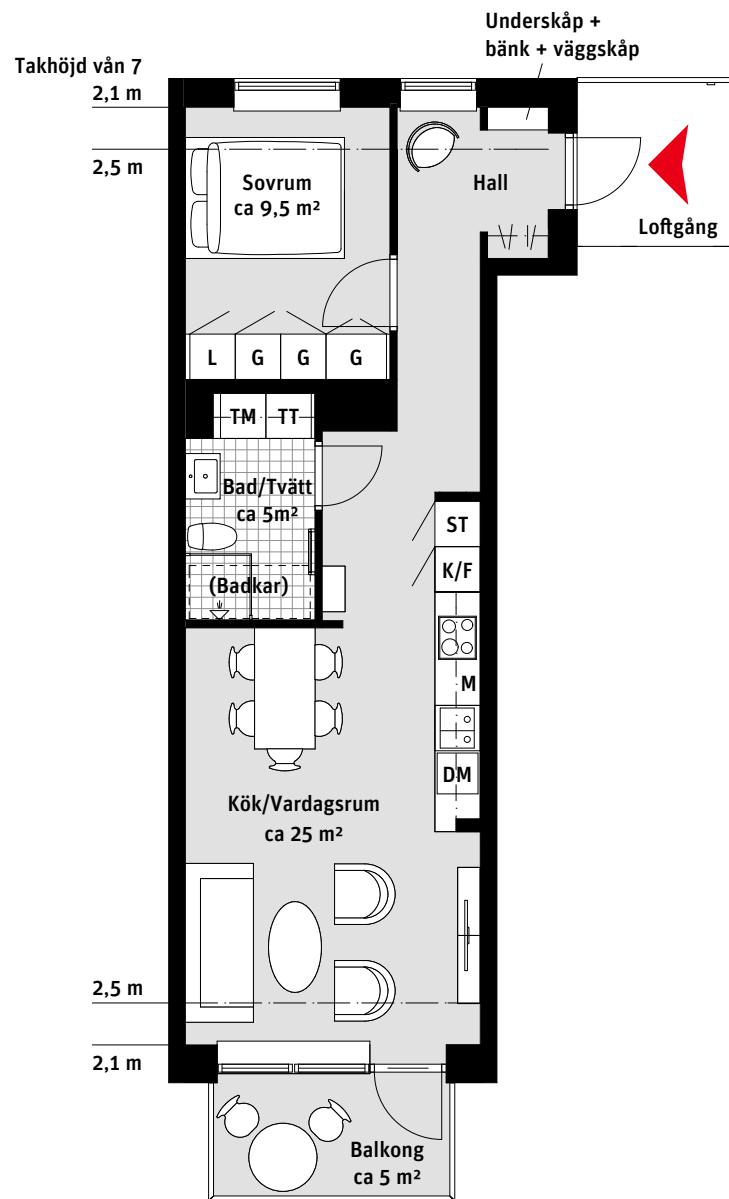 Underskåp +
bänk + väggskåp
Takhöjd vån 7
2,1 m
2,5 m
Sovrum
ca 9,5 m²
Hall
Loftgång
L
G
G
G
TM
TT
Bad/Tvätt
ca 5m²
ST
K/F
(Badkar)
M
DM
Kök/Vardagsrum
ca 25 m²
2,5 m
2,1 m
Balkong
ca 5 m²